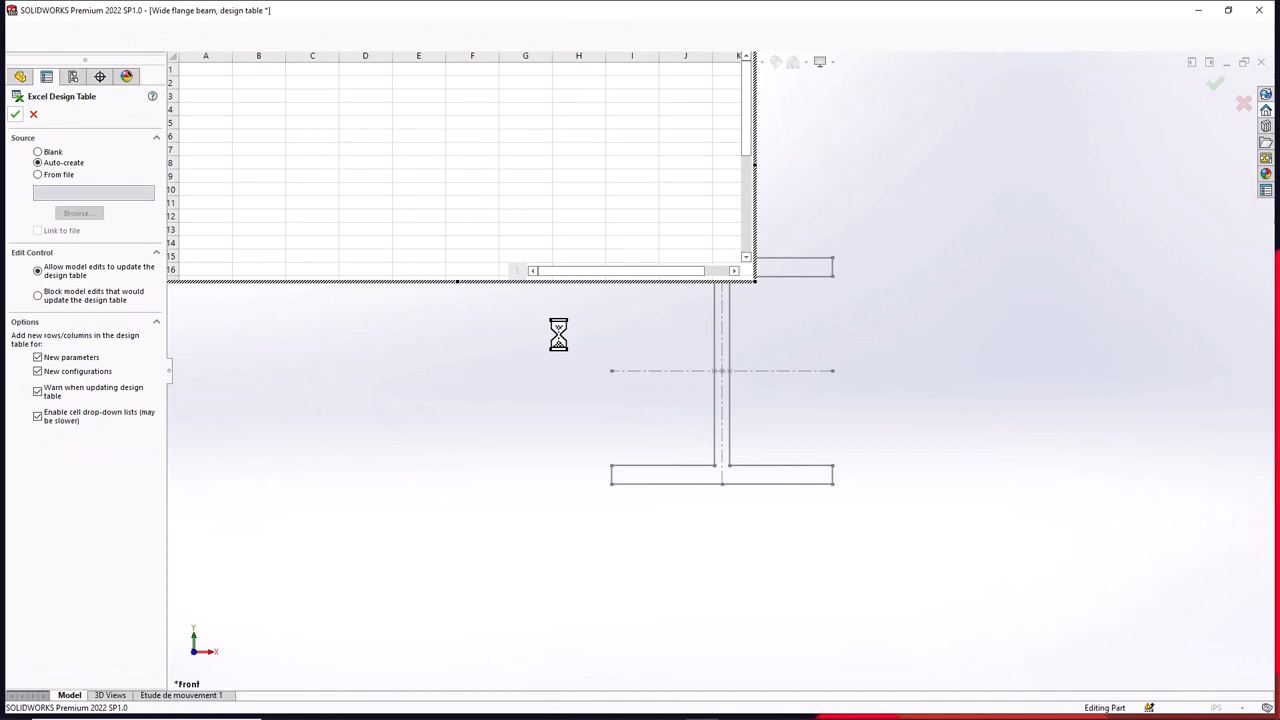 SOLIDWORKS Premium 2022 SP1.0 - [Wide flange beam, design table *]
A B C D E F G H I J K
1
2
3
4
5
6
7
8
9
10
11
12
13
14
15
16
Excel Design Table
Source
Blank
Auto-create
From file
Browse...
Link to file
Edit Control
Allow model edits to update the
design table
Block model edits that would
update the design table
Options
Add new rows/columns in the design
table for:
New parameters
New configurations
Warn when updating design
table
Enable cell drop-down lists (may
be slower)
Y
X
*Front
Model 3D Views Etude de mouvement 1
SOLIDWORKS Premium 2022 SP1.0 Editing Part IPS